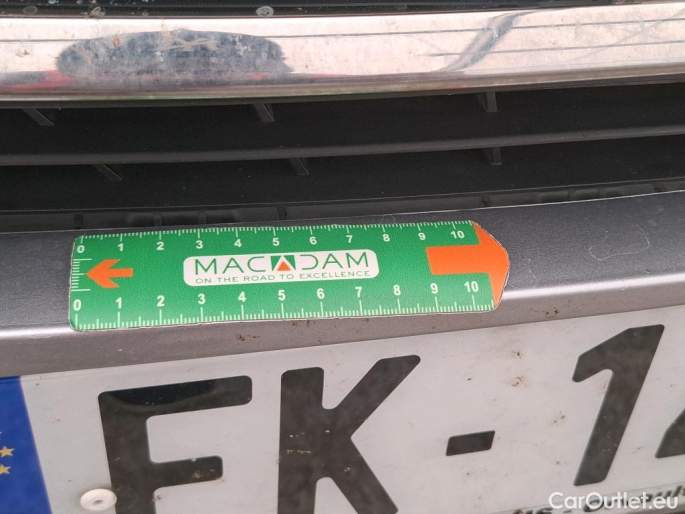 0 1 2 3 4 5 6 7 8 9 10
MACADAM
ON THE ROAD TO EXCELLENCE
0 1 2 3 4 5 6 7 8 9 10
FK-1
CarOutlet.eu